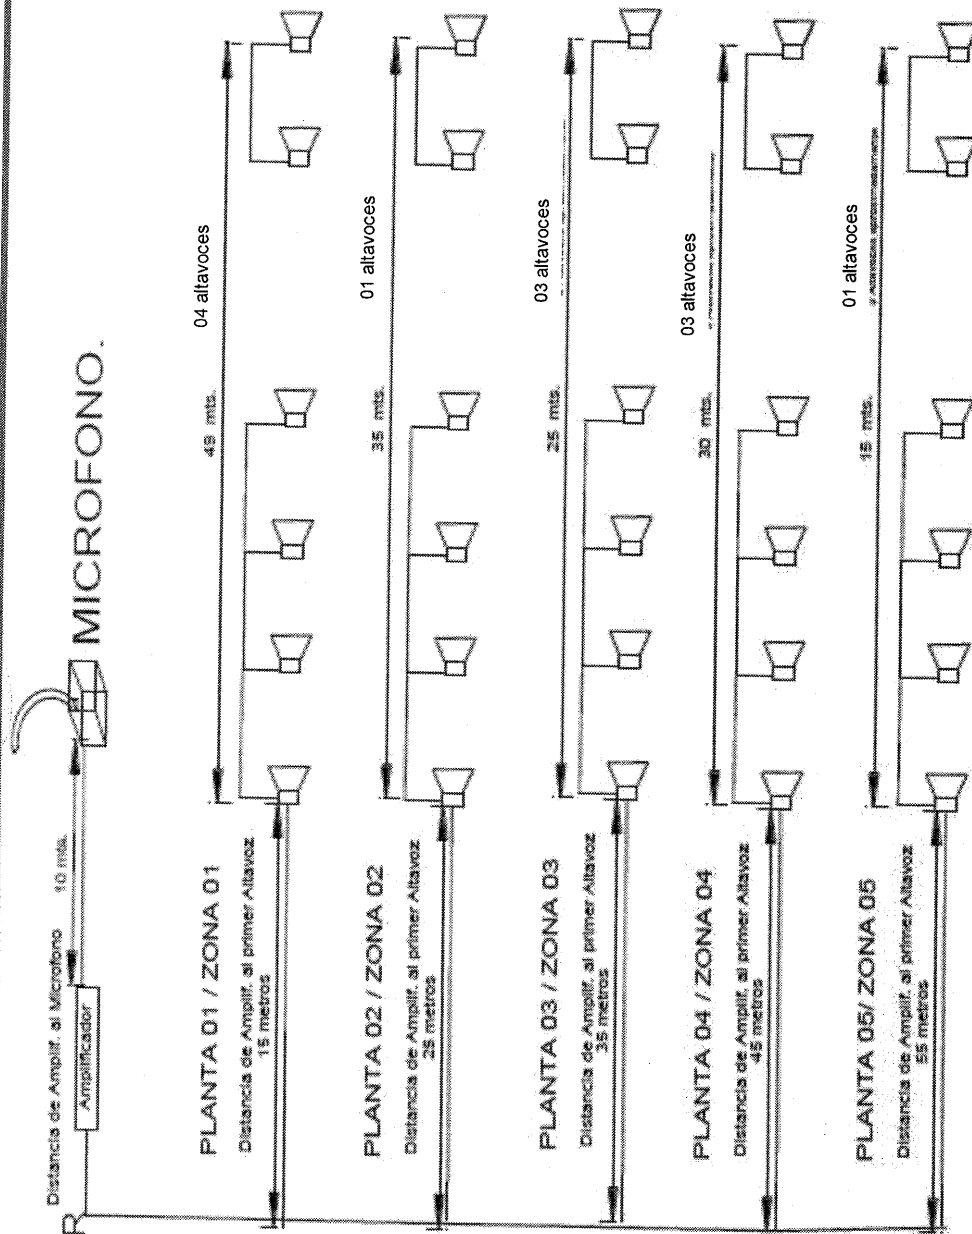 Distancia de Amplif. al Microfono
10 mts.
Amplificador
MICROFONO.
PLANTA 01 / ZONA 01
Distancia de Amplif. al primer Altavoz
15 metros
49 mts.
04 altavoces
PLANTA 02 / ZONA 02
Distancia de Amplif. al primer Altavoz
25 metros
35 mts.
01 altavoces
PLANTA 03 / ZONA 03
Distancia de Amplif. al primer Altavoz
35 metros
25 mts.
03 altavoces
PLANTA 04 / ZONA 04
Distancia de Amplif. al primer Altavoz
45 metros
30 mts.
03 altavoces
PLANTA 05/ ZONA 05
Distancia de Amplif. al primer Altavoz
55 metros
15 mts.
01 altavoces